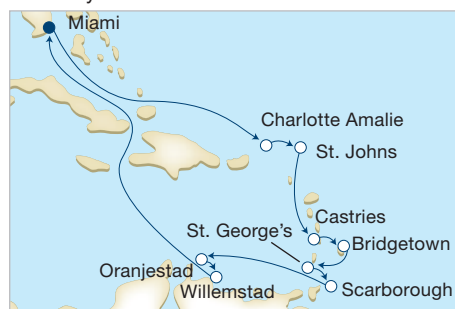 Miami
Charlotte Amalie
St. Johns
Castries
St. George's
Bridgetown
Oranjestad
Willemstad
Scarborough